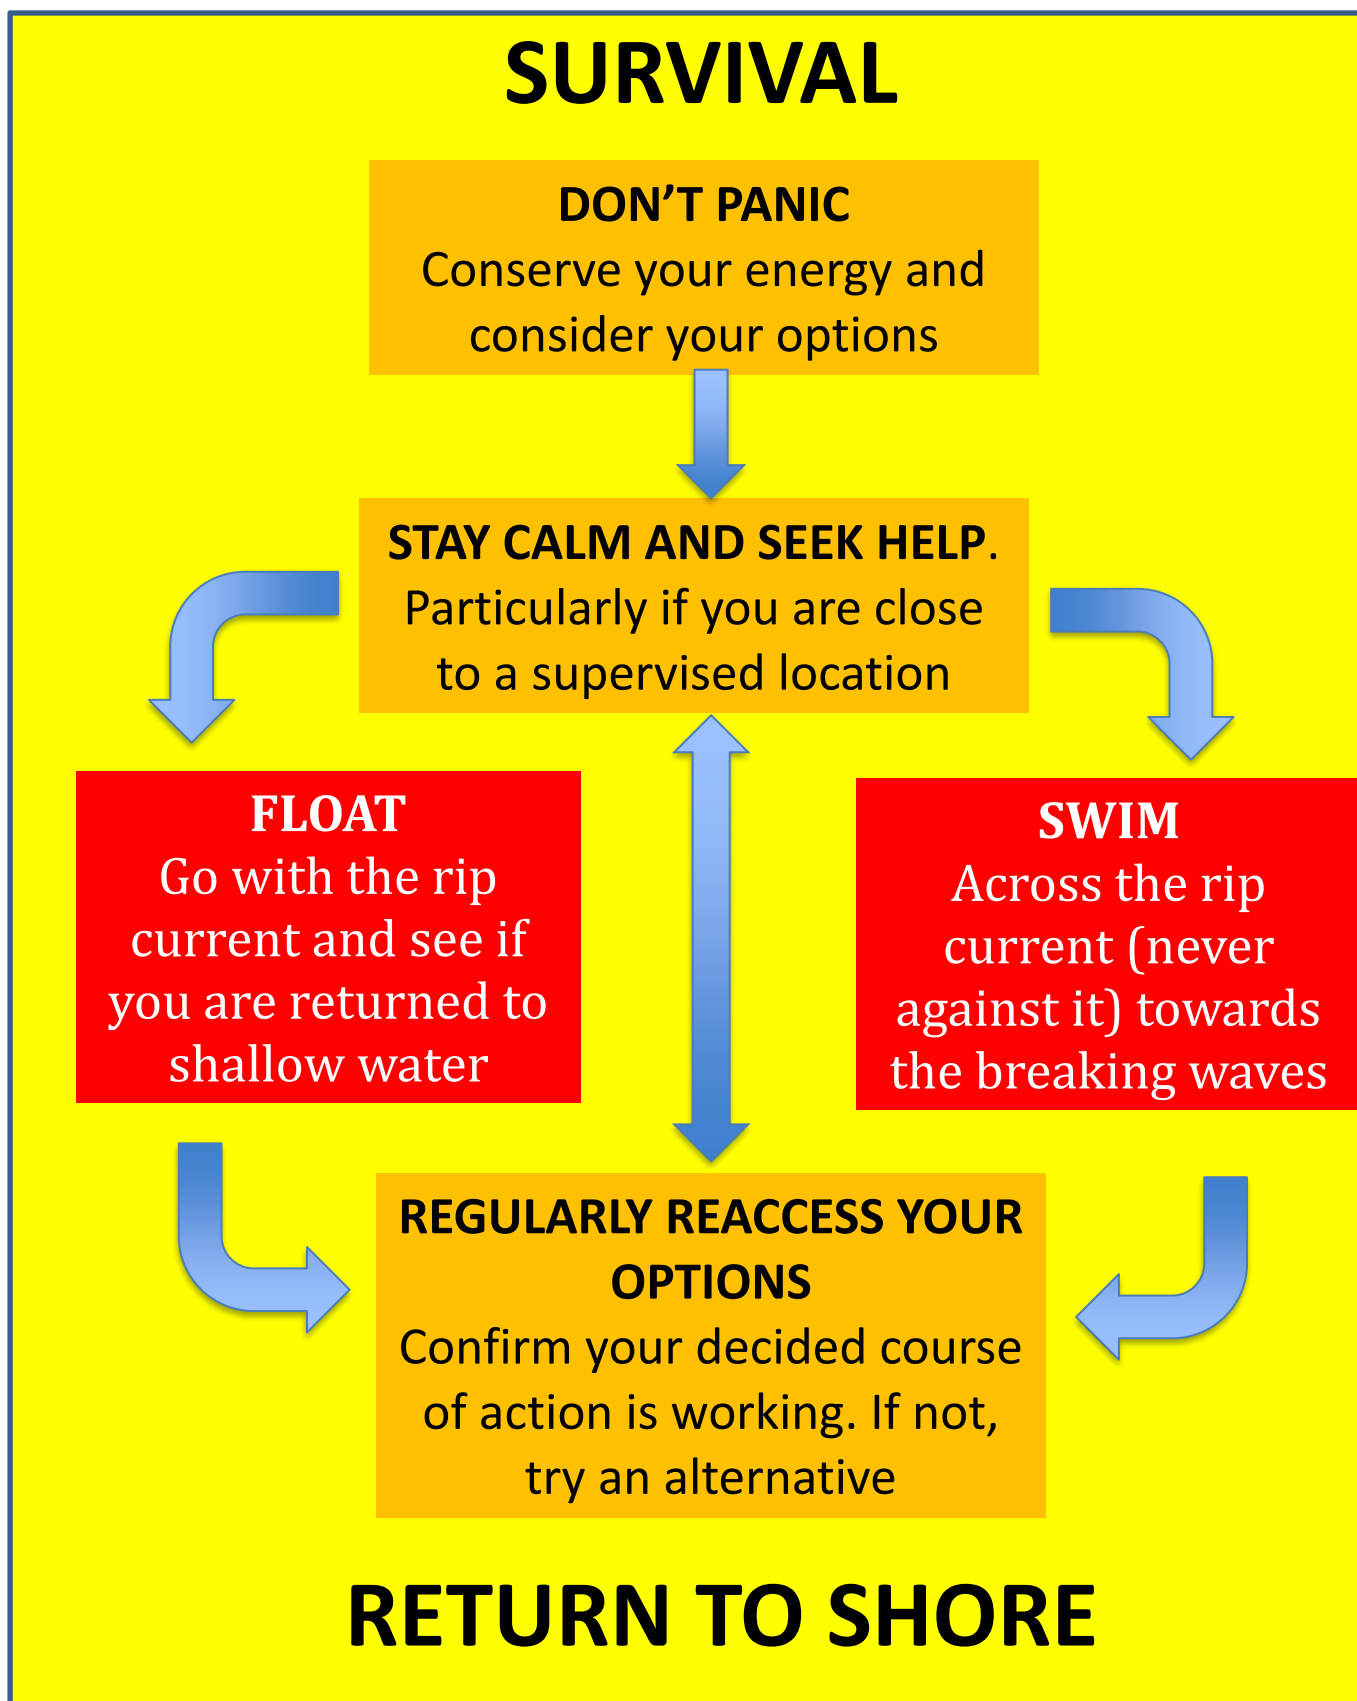 SURVIVAL
DON’T PANIC
Conserve your energy and
consider your options
STAY CALM AND SEEK HELP.
Particularly if you are close
to a supervised location
FLOAT
Go with the rip
current and see if
you are returned to
shallow water
SWIM
Across the rip
current (never
against it) towards
the breaking waves
REGULARLY REACCESS YOUR
OPTIONS
Confirm your decided course
of action is working. If not,
try an alternative
RETURN TO SHORE